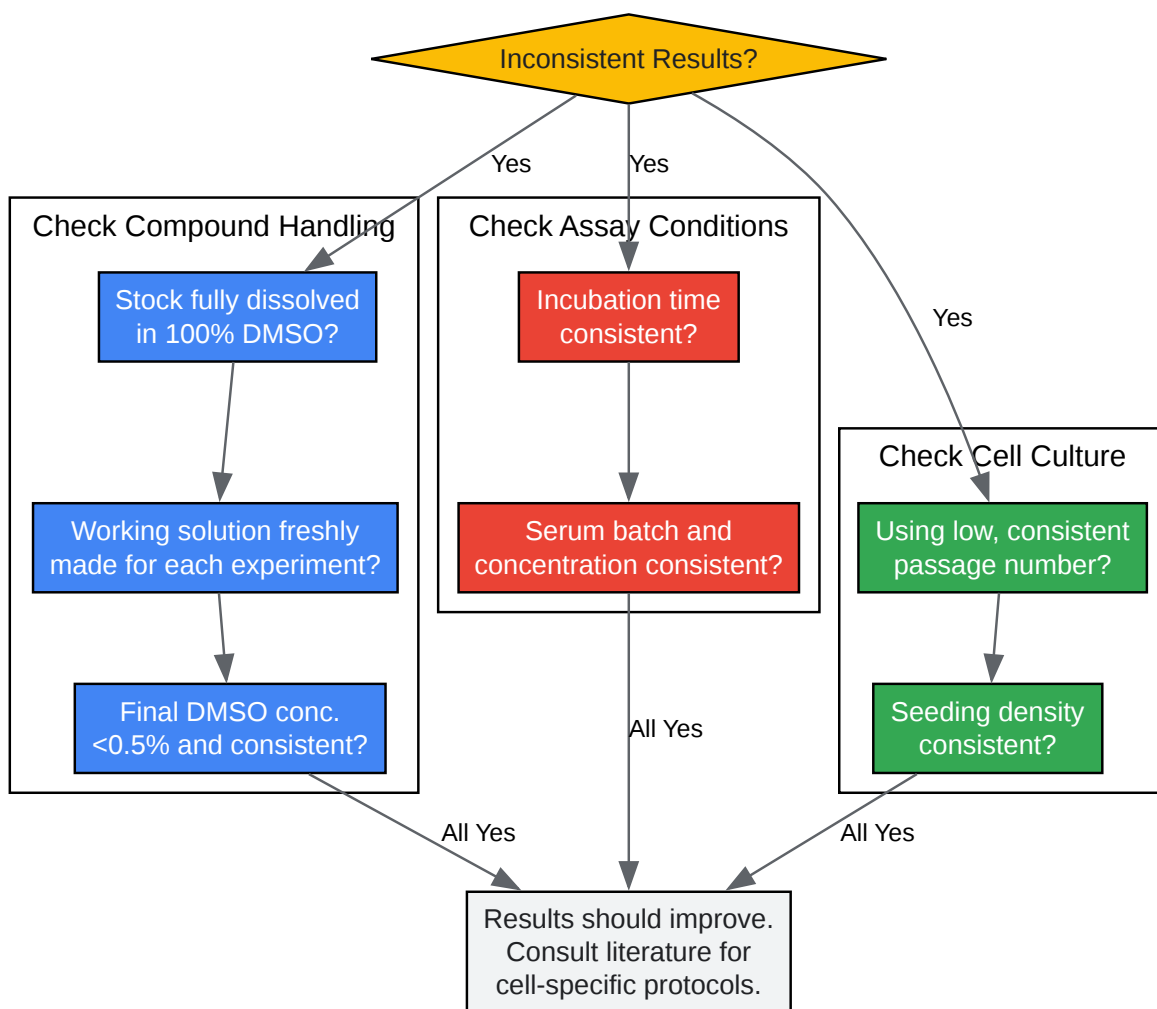 Inconsistent Results?
Yes
Yes
Yes
Check Compound Handling
Stock fully dissolved
in 100% DMSO?
Working solution freshly
made for each experiment?
Final DMSO conc.
<0.5% and consistent?
All Yes
Check Assay Conditions
Incubation time
consistent?
Serum batch and
concentration consistent?
All Yes
Check Cell Culture
Using low, consistent
passage number?
Seeding density
consistent?
All Yes
Results should improve.
Consult literature for
cell-specific protocols.